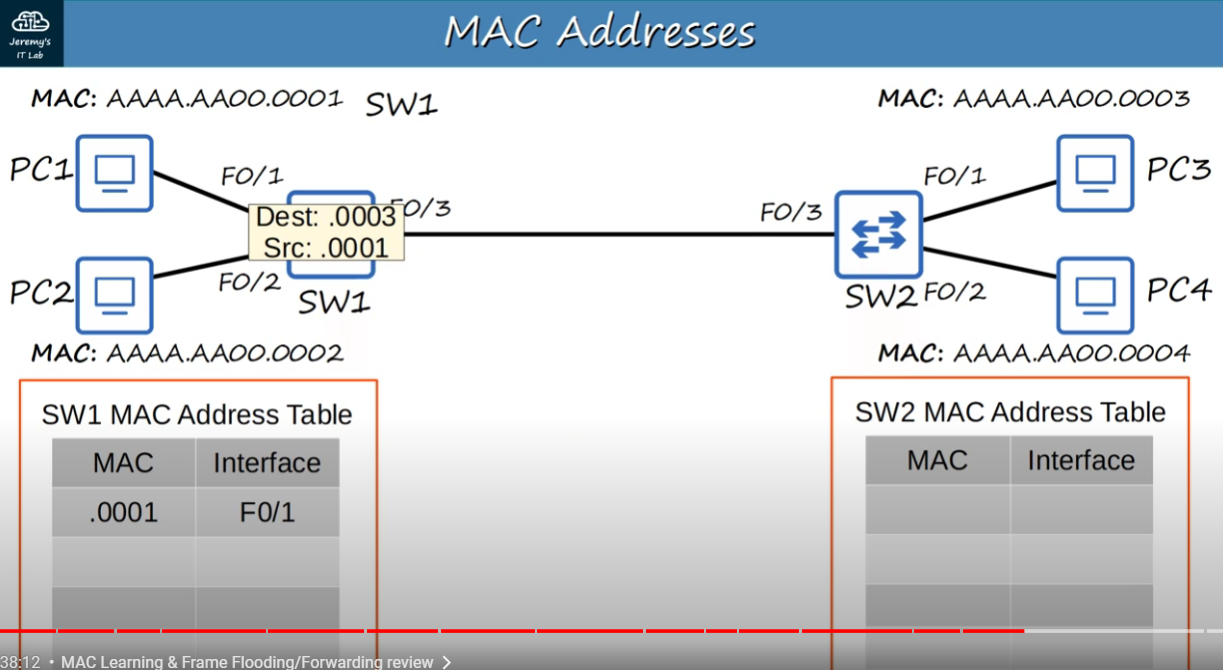 Jeremy's
IT Lab
MAC Addresses
MAC: AAAA.AA00.0001
SW1
MAC: AAAA.AA00.0003
PC1
F0/1
F0/1
PC3
Dest: .0003
Src: .0001
F0/3
F0/3
PC2
F0/2
SW1
SW2
F0/2
PC4
MAC: AAAA.AA00.0002
MAC: AAAA.AA00.0004
SW1 MAC Address Table
MAC Interface
.0001 F0/1
SW2 MAC Address Table
MAC Interface
38:12 • MAC Learning & Frame Flooding/Forwarding review >